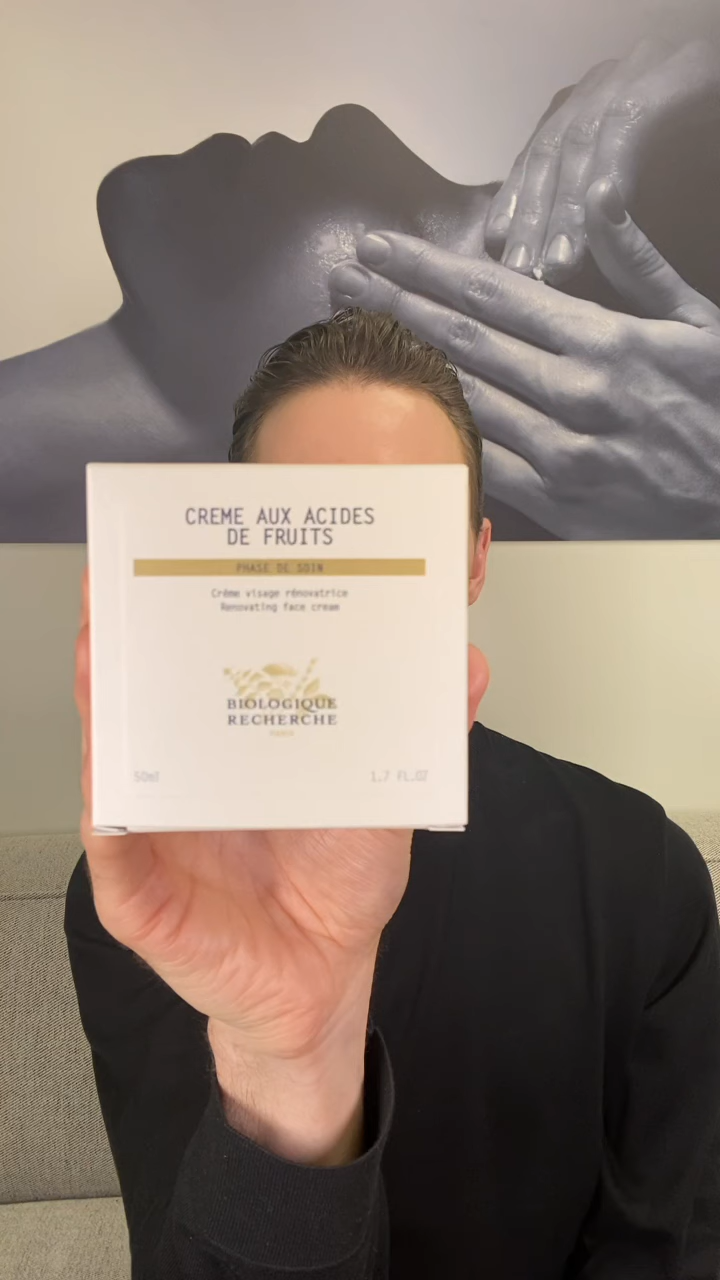 CREME AUX ACIDES
DE FRUITS
PHASE DE SOIN
Crème visage rénovatrice
Renovating face cream
BIOLOGIQUE
RECHERCHE
PARIS
50ml 1.7 FL.OZ